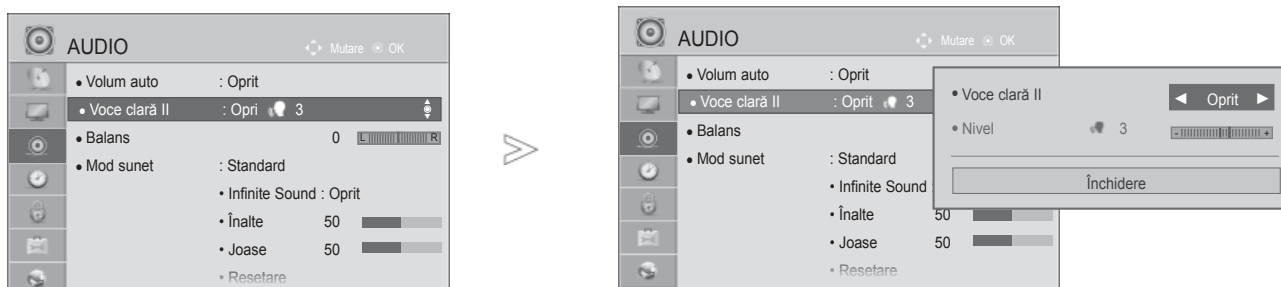 AUDIO Mutare OK
• Volum auto : Oprit
• Voce clară II : Opri 3
• Balans 0 L R
• Mod sunet : Standard
• Infinite Sound : Oprit
• Înalte 50
• Joase 50
• Resetare
AUDIO Mutare OK
• Volum auto : Oprit
• Voce clară II : Oprit 3
• Balans
• Mod sunet : Standard
• Infinite Sound :
• Înalte 50
• Joase 50
• Resetare
• Voce clară II ◄ Oprit ►
• Nivel 3 - +
Închidere